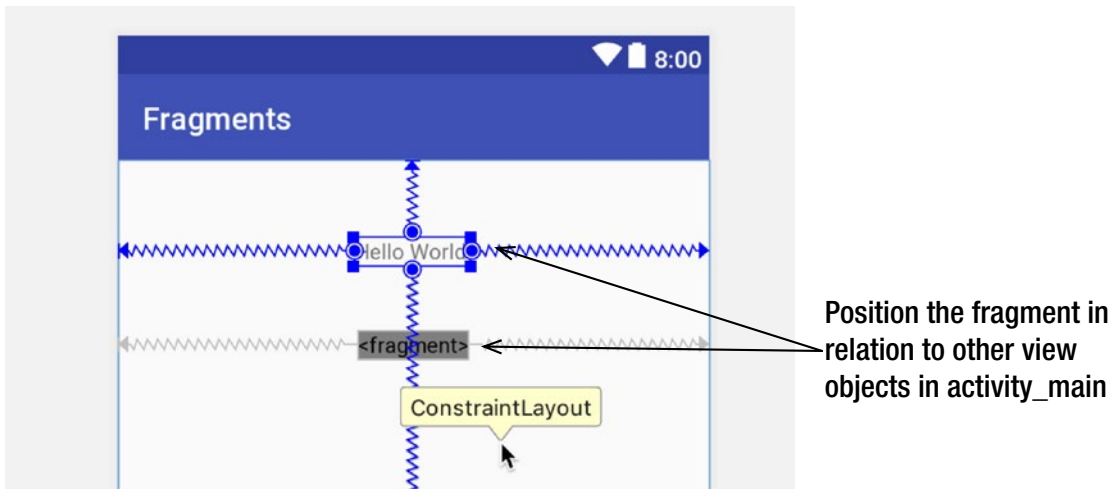 8:00
Fragments
Hello World
<fragment>
ConstraintLayout
Position the fragment in
relation to other view
objects in activity_main